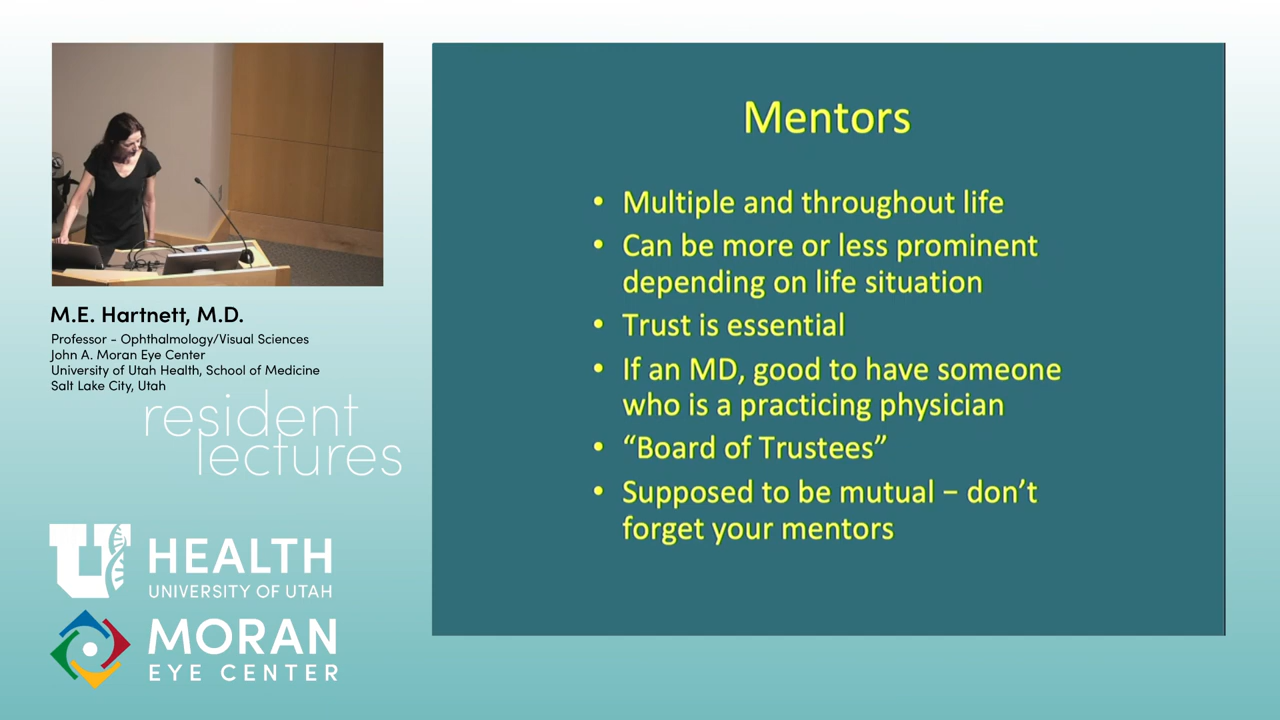 M.E. Hartnett, M.D.
Professor - Ophthalmology/Visual Sciences
John A. Moran Eye Center
University of Utah Health, School of Medicine
Salt Lake City, Utah
resident
lectures
U HEALTH
UNIVERSITY OF UTAH
MORAN
EYE CENTER
Mentors
• Multiple and throughout life
• Can be more or less prominent
depending on life situation
• Trust is essential
• If an MD, good to have someone
who is a practicing physician
• “Board of Trustees”
• Supposed to be mutual – don’t
forget your mentors